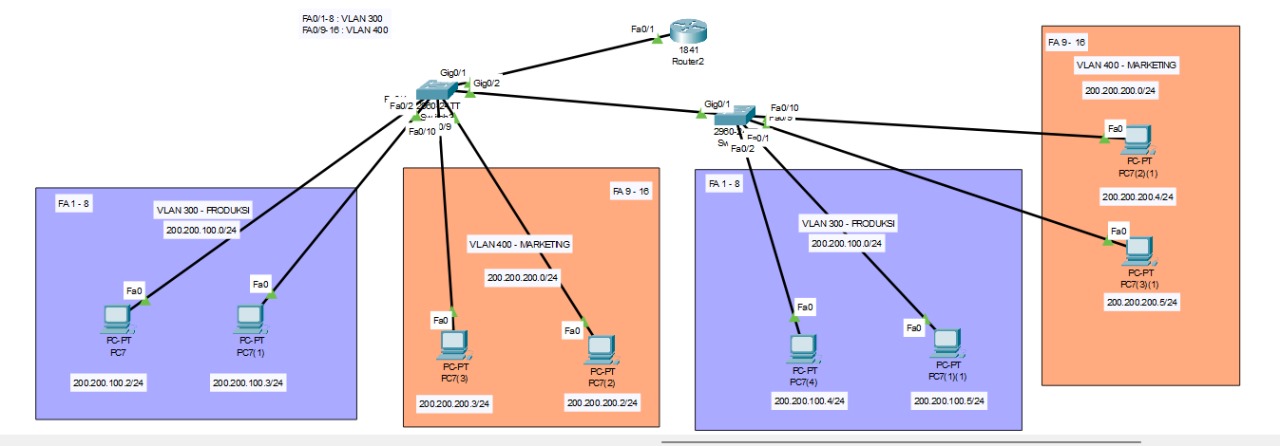 FA0/1-8 : VLAN 300
FA0/9-16 : VLAN 400
Fa0/1
1841
Router2
Gig0/1
Gig0/2
Fa0/2
Fa0/10
0/9
Gig0/1
Fa0/10
Fa0/1
Fa0/2
FA 1 - 8
VLAN 300 - PRODUKSI
200.200.100.0/24
Fa0
Fa0
PC-PT
PC7
PC-PT
PC7(1)
200.200.100.2/24
200.200.100.3/24
FA 9 - 16
VLAN 400 - MARKETING
200.200.200.0/24
Fa0
Fa0
PC-PT
PC7(3)
PC-PT
PC7(2)
200.200.200.3/24
200.200.200.2/24
FA 1 - 8
VLAN 300 - PRODUKSI
200.200.100.0/24
Fa0
Fa0
PC-PT
PC7(4)
PC-PT
PC7(1)(1)
200.200.100.4/24
200.200.100.5/24
FA 9 - 16
VLAN 400 - MARKETING
200.200.200.0/24
Fa0
PC-PT
PC7(2)(1)
200.200.200.4/24
Fa0
PC-PT
PC7(3)(1)
200.200.200.5/24